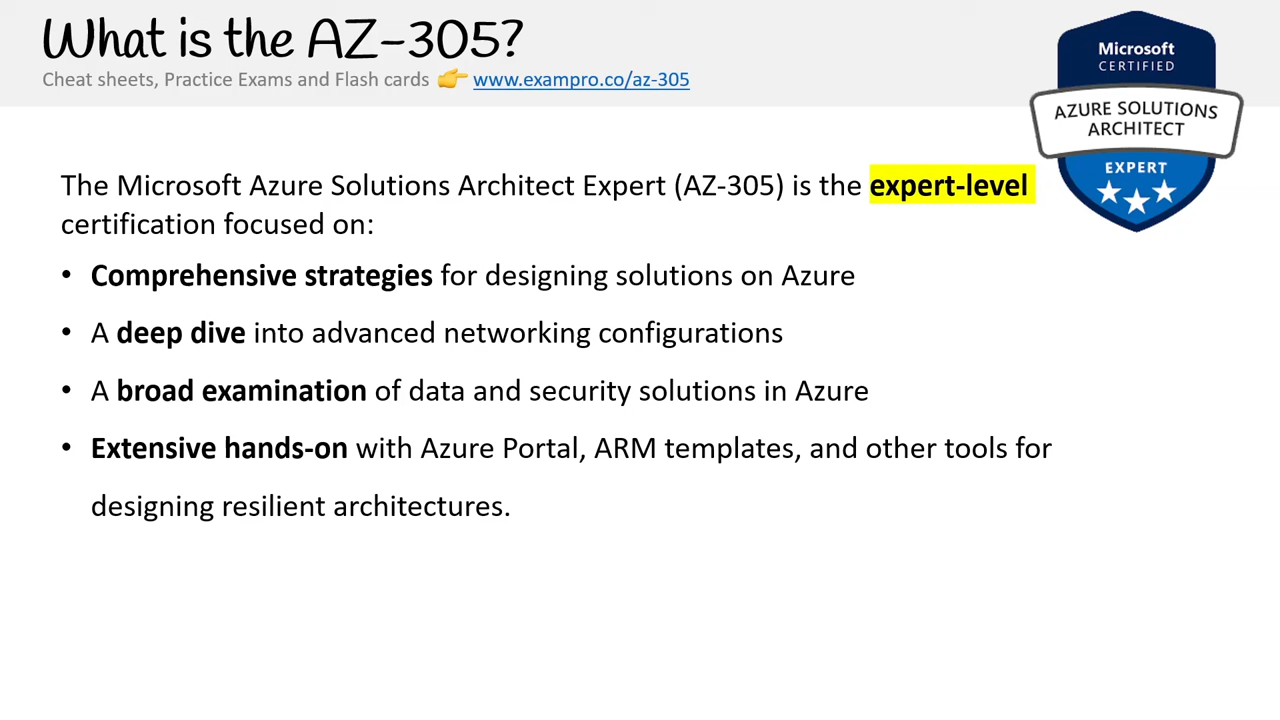 What is the AZ-305?
Cheat sheets, Practice Exams and Flash cards 👉 www.exampro.co/az-305
Microsoft
CERTIFIED
AZURE SOLUTIONS
ARCHITECT
EXPERT
The Microsoft Azure Solutions Architect Expert (AZ-305) is the expert-level
certification focused on:
• Comprehensive strategies for designing solutions on Azure
• A deep dive into advanced networking configurations
• A broad examination of data and security solutions in Azure
• Extensive hands-on with Azure Portal, ARM templates, and other tools for
designing resilient architectures.